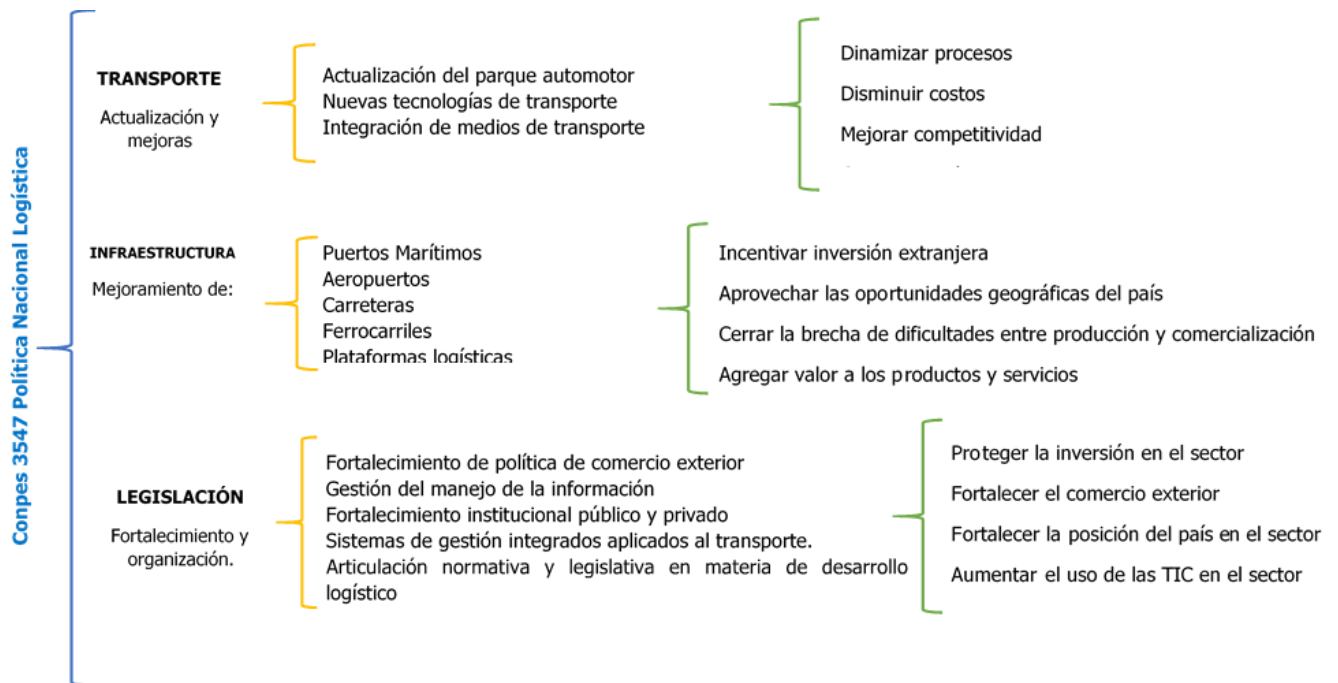 Conpes 3547 Política Nacional Logística
TRANSPORTE
Actualización y
mejoras
Actualización del parque automotor
Nuevas tecnologías de transporte
Integración de medios de transporte
Dinamizar procesos
Disminuir costos
Mejorar competitividad
INFRAESTRUCTURA
Mejoramiento de:
Puertos Marítimos
Aeropuertos
Carreteras
Ferrocarriles
Plataformas logísticas
Incentivar inversión extranjera
Aprovechar las oportunidades geográficas del país
Cerrar la brecha de dificultades entre producción y comercialización
Agregar valor a los productos y servicios
LEGISLACIÓN
Fortalecimiento y
organización.
Fortalecimiento de política de comercio exterior
Gestión del manejo de la información
Fortalecimiento institucional público y privado
Sistemas de gestión integrados aplicados al transporte.
Articulación normativa y legislativa en materia de desarrollo
logístico
Proteger la inversión en el sector
Fortalecer el comercio exterior
Fortalecer la posición del país en el sector
Aumentar el uso de las TIC en el sector